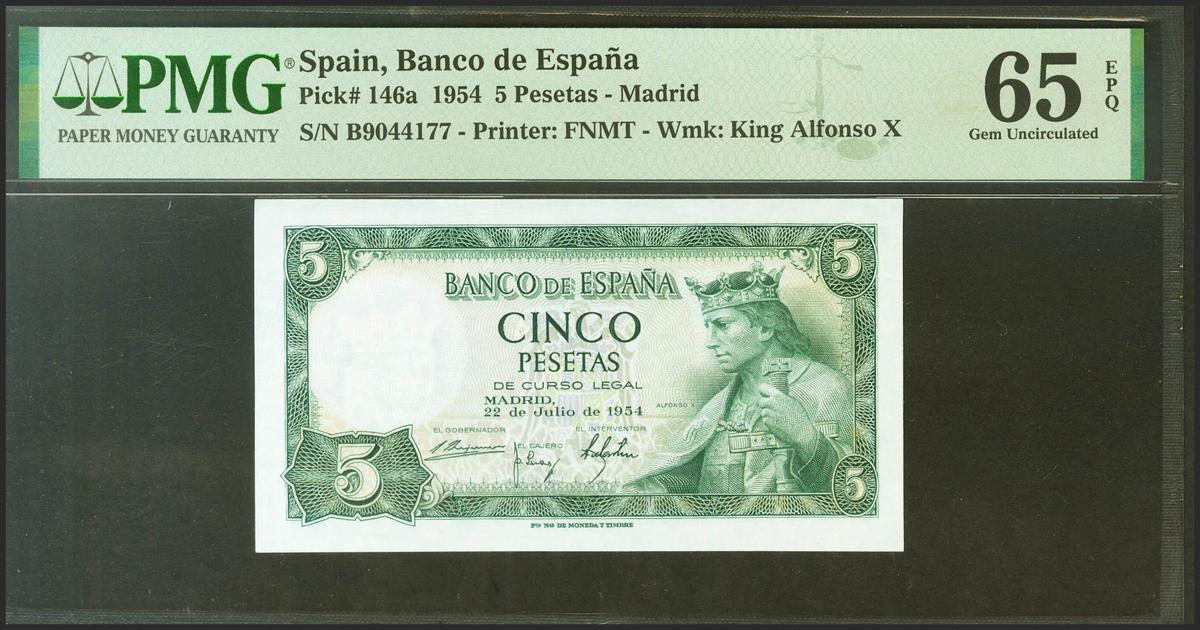 PMG®
PAPER MONEY GUARANTY
Spain, Banco de España
Pick# 146a 1954 5 Pesetas - Madrid
S/N B9044177 - Printer: FNMT - Wmk: King Alfonso X
65
EPQ
Gem Uncirculated
5
5
BANCO DE ESPAÑA
CINCO
PESETAS
DE CURSO LEGAL
MADRID,
22 de Julio de 1954
ALFONSO X
EL GOBERNADOR
EL INTERVENTOR
EL CAJERO
5
5
Fca Nal DE MONEDA Y TIMBRE